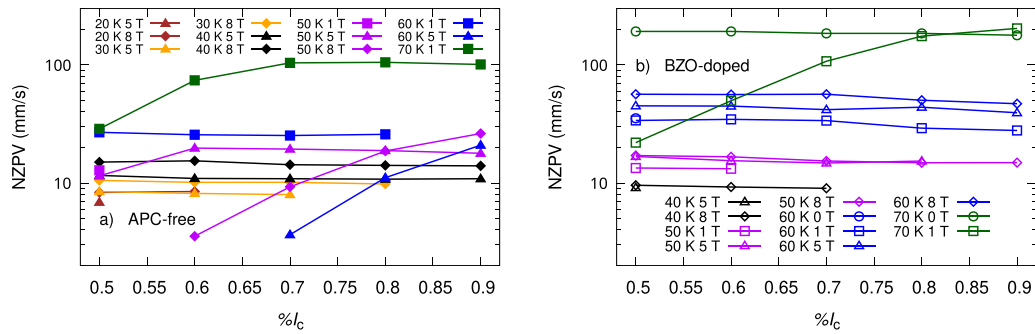 20 K 5 T 30 K 8 T 50 K 1 T 60 K 1 T
20 K 8 T 40 K 5 T 50 K 5 T 60 K 5 T
30 K 5 T 40 K 8 T 50 K 8 T 70 K 1 T
NZPV (mm/s)
100
10
a) APC-free
0.5 0.55 0.6 0.65 0.7 0.75 0.8 0.85 0.9
%Ic
NZPV (mm/s)
100
10
b) BZO-doped
40 K 5 T 50 K 8 T 60 K 8 T
40 K 8 T 60 K 0 T 70 K 0 T
50 K 1 T 60 K 1 T 70 K 1 T
50 K 5 T 60 K 5 T
0.5 0.55 0.6 0.65 0.7 0.75 0.8 0.85 0.9
%Ic